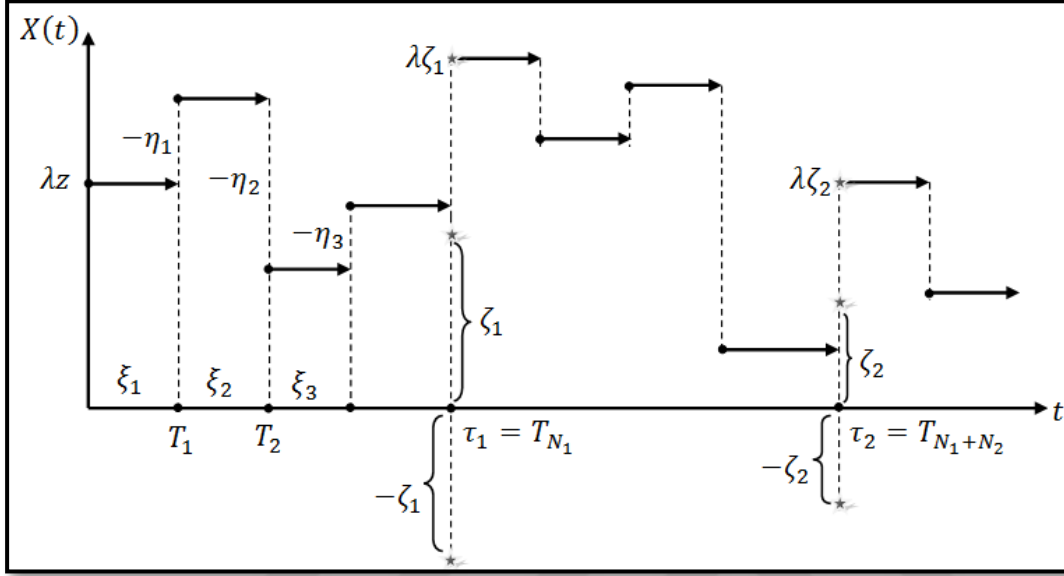 X(t)
λζ₁
−η₁
λz
−η₂
λζ₂
−η₃
ζ₁
ζ₂
ξ₁
ξ₂
ξ₃
t
T₁
T₂
τ₁ = T_{N₁}
τ₂ = T_{N₁+N₂}
−ζ₁
−ζ₂